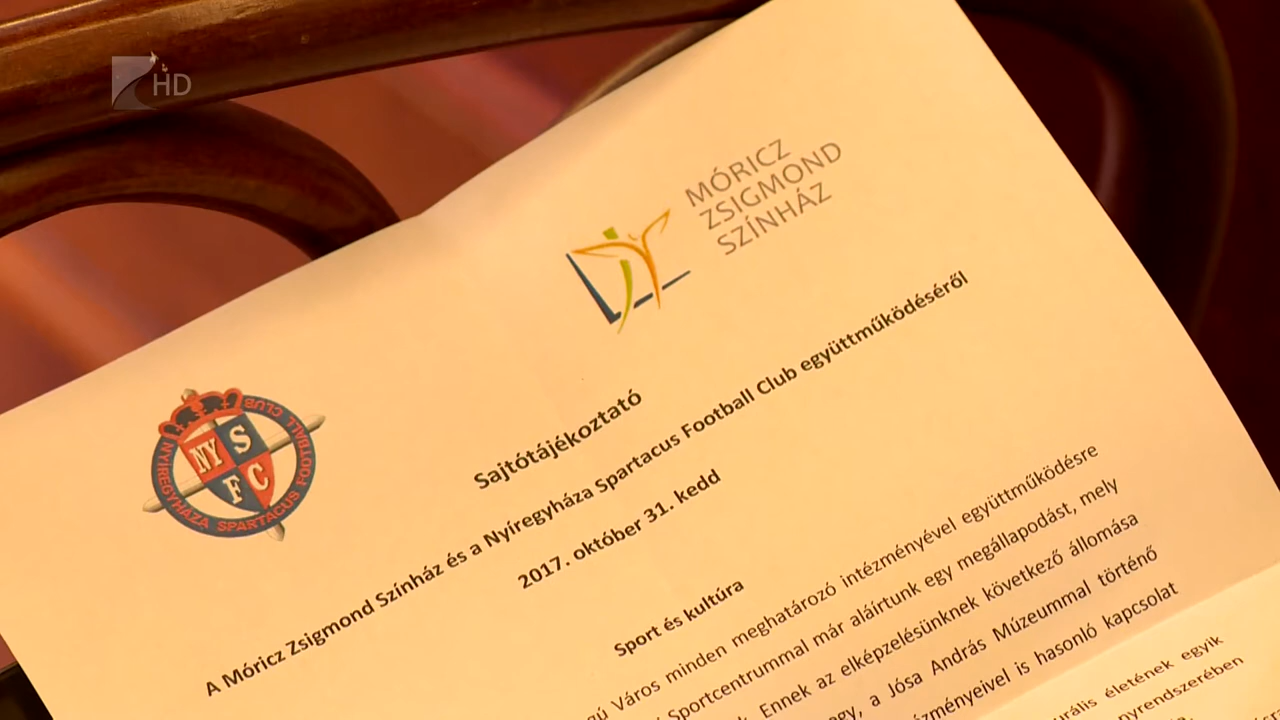 HD
MÓRICZ
ZSIGMOND
SZÍNHÁZ
NYÍREGYHÁZA SPARTACUS FOOTBALL CLUB
NY S
F C
Sajtótájékoztató
A Móricz Zsigmond Színház és a Nyíregyháza Spartacus Football Club együttműködéséről
2017. október 31. kedd
Sport és kultúra
Város minden meghatározó intézményével együttműködésre
Sportcentrummal már aláírtunk egy megállapodást, mely
Ennek az elképzelésünknek következő állomása
a Jósa András Múzeummal történő
is hasonló kapcsolat
életének egyik